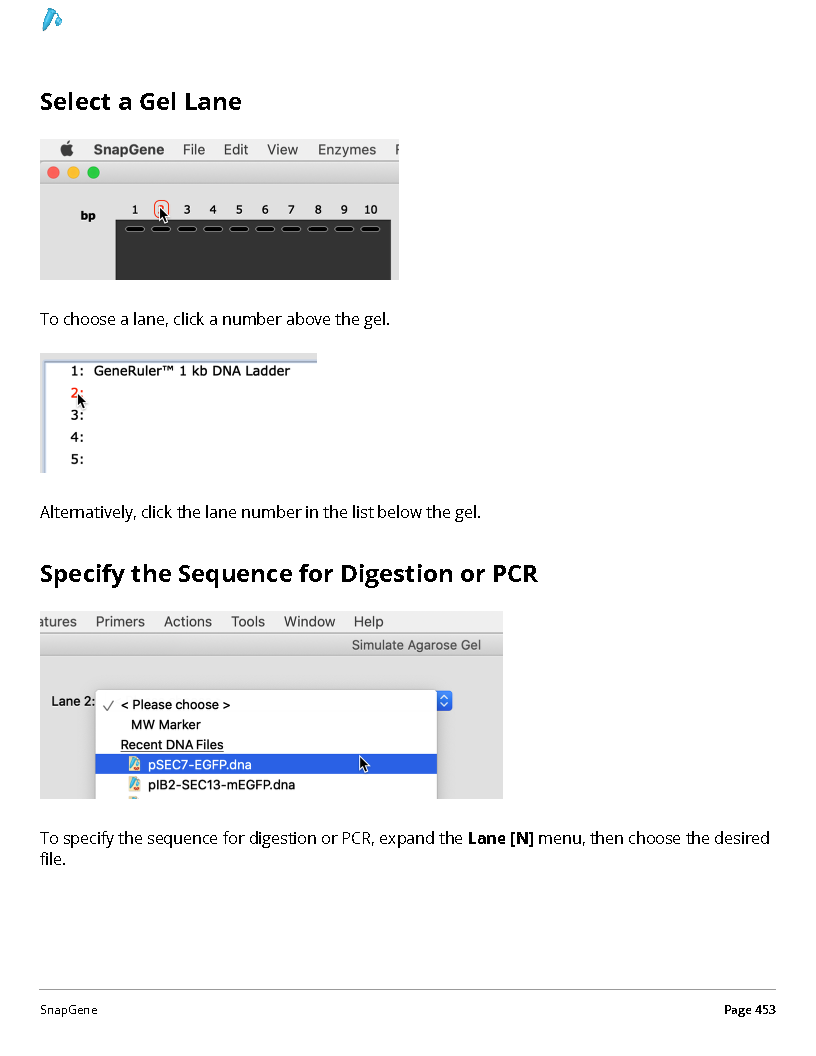 Select a Gel Lane
SnapGene File Edit View Enzymes
bp 1 3 4 5 6 7 8 9 10
To choose a lane, click a number above the gel.
1: GeneRuler™ 1 kb DNA Ladder
2:
3:
4:
5:
Alternatively, click the lane number in the list below the gel.
Specify the Sequence for Digestion or PCR
atures Primers Actions Tools Window Help
Simulate Agarose Gel
Lane 2: ✓ < Please choose >
MW Marker
Recent DNA Files
pSEC7-EGFP.dna
pIB2-SEC13-mEGFP.dna
To specify the sequence for digestion or PCR, expand the Lane [N] menu, then choose the desired
file.
SnapGene Page 453